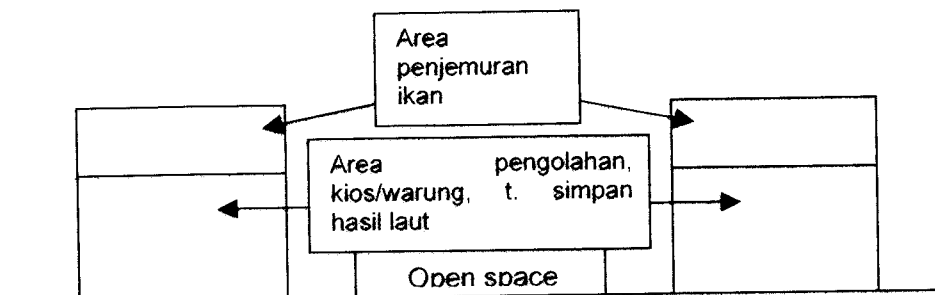 Area
penjemuran
ikan
Area pengolahan,
kios/warung, t. simpan
hasil laut
Open space